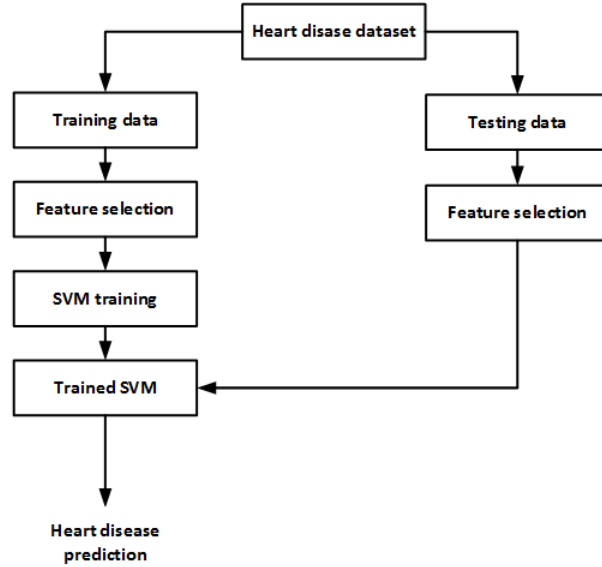 Heart disase dataset
Training data
Testing data
Feature selection
Feature selection
SVM training
Trained SVM
Heart disease
prediction